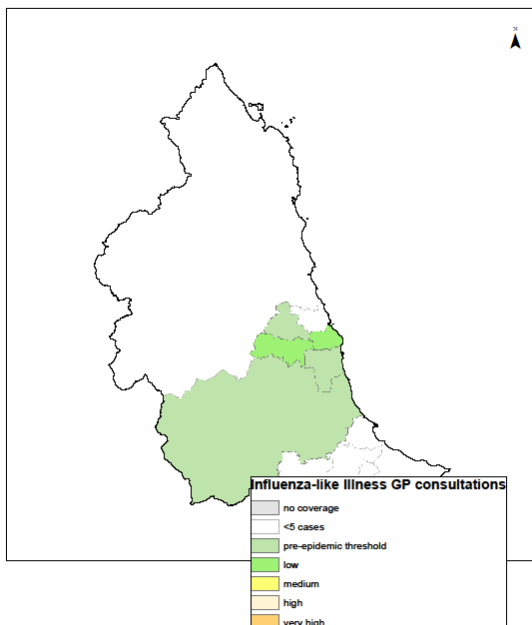 N
Influenza-like Illness GP consultations
no coverage
<5 cases
pre-epidemic threshold
low
medium
high
very high